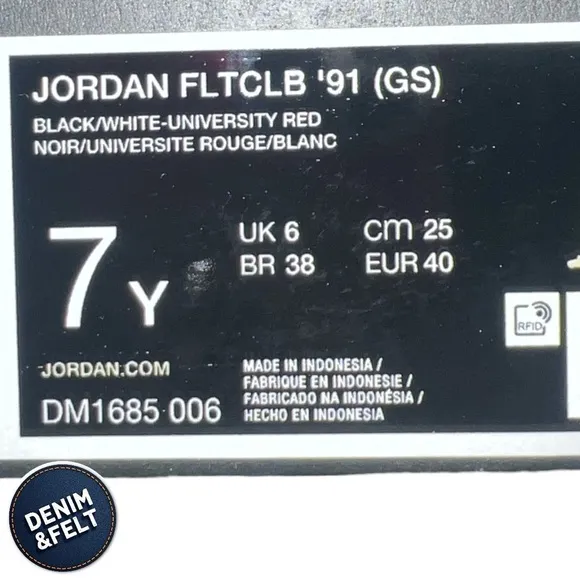 JORDAN FLTCLB '91 (GS)
BLACK/WHITE-UNIVERSITY RED
NOIR/UNIVERSITE ROUGE/BLANC
7Y
UK 6 cm 25
BR 38 EUR 40
RFID
JORDAN.COM
DM1685 006
MADE IN INDONESIA /
FABRIQUE EN INDONESIE /
FABRICADO NA INDONÉSIA /
HECHO EN INDONESIA
DENIM
&FELT